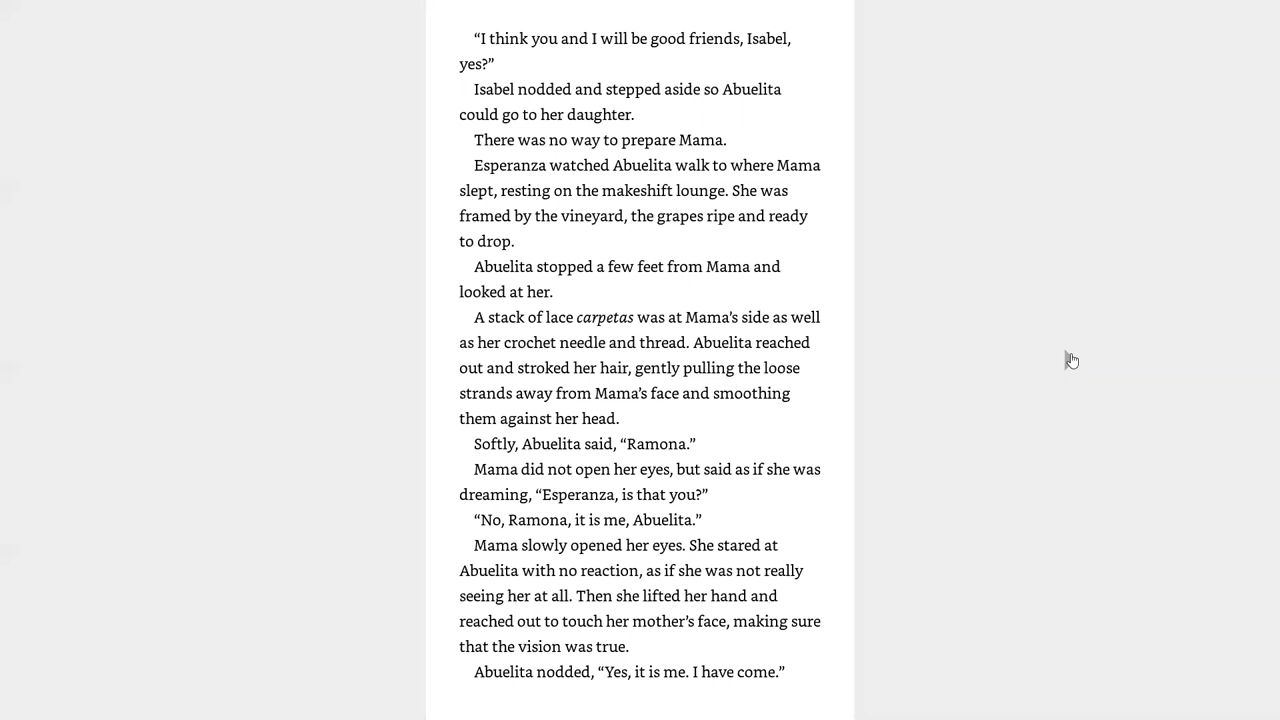 “I think you and I will be good friends, Isabel,
yes?”
Isabel nodded and stepped aside so Abuelita
could go to her daughter.
There was no way to prepare Mama.
Esperanza watched Abuelita walk to where Mama
slept, resting on the makeshift lounge. She was
framed by the vineyard, the grapes ripe and ready
to drop.
Abuelita stopped a few feet from Mama and
looked at her.
A stack of lace carpetas was at Mama’s side as well
as her crochet needle and thread. Abuelita reached
out and stroked her hair, gently pulling the loose
strands away from Mama’s face and smoothing
them against her head.
Softly, Abuelita said, “Ramona.”
Mama did not open her eyes, but said as if she was
dreaming, “Esperanza, is that you?”
“No, Ramona, it is me, Abuelita.”
Mama slowly opened her eyes. She stared at
Abuelita with no reaction, as if she was not really
seeing her at all. Then she lifted her hand and
reached out to touch her mother’s face, making sure
that the vision was true.
Abuelita nodded, “Yes, it is me. I have come.”